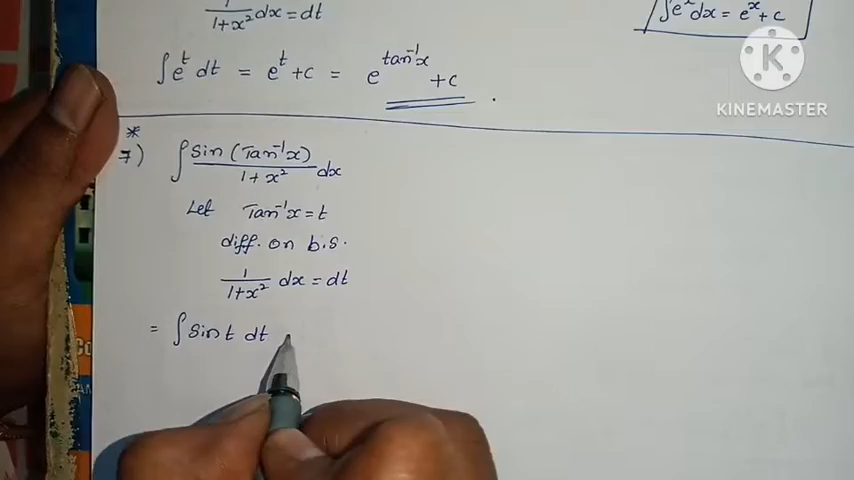 1/(1+x²) dx = dt
∫e^x dx = e^x + c
∫e^t dt = e^t + c = e^(tan⁻¹x) + c.
KINEMASTER
*
7) ∫ Sin (Tan⁻¹x)/(1+x²) dx
Let Tan⁻¹x = t
diff. on b.s.
1/(1+x²) dx = dt
= ∫ Sin t dt